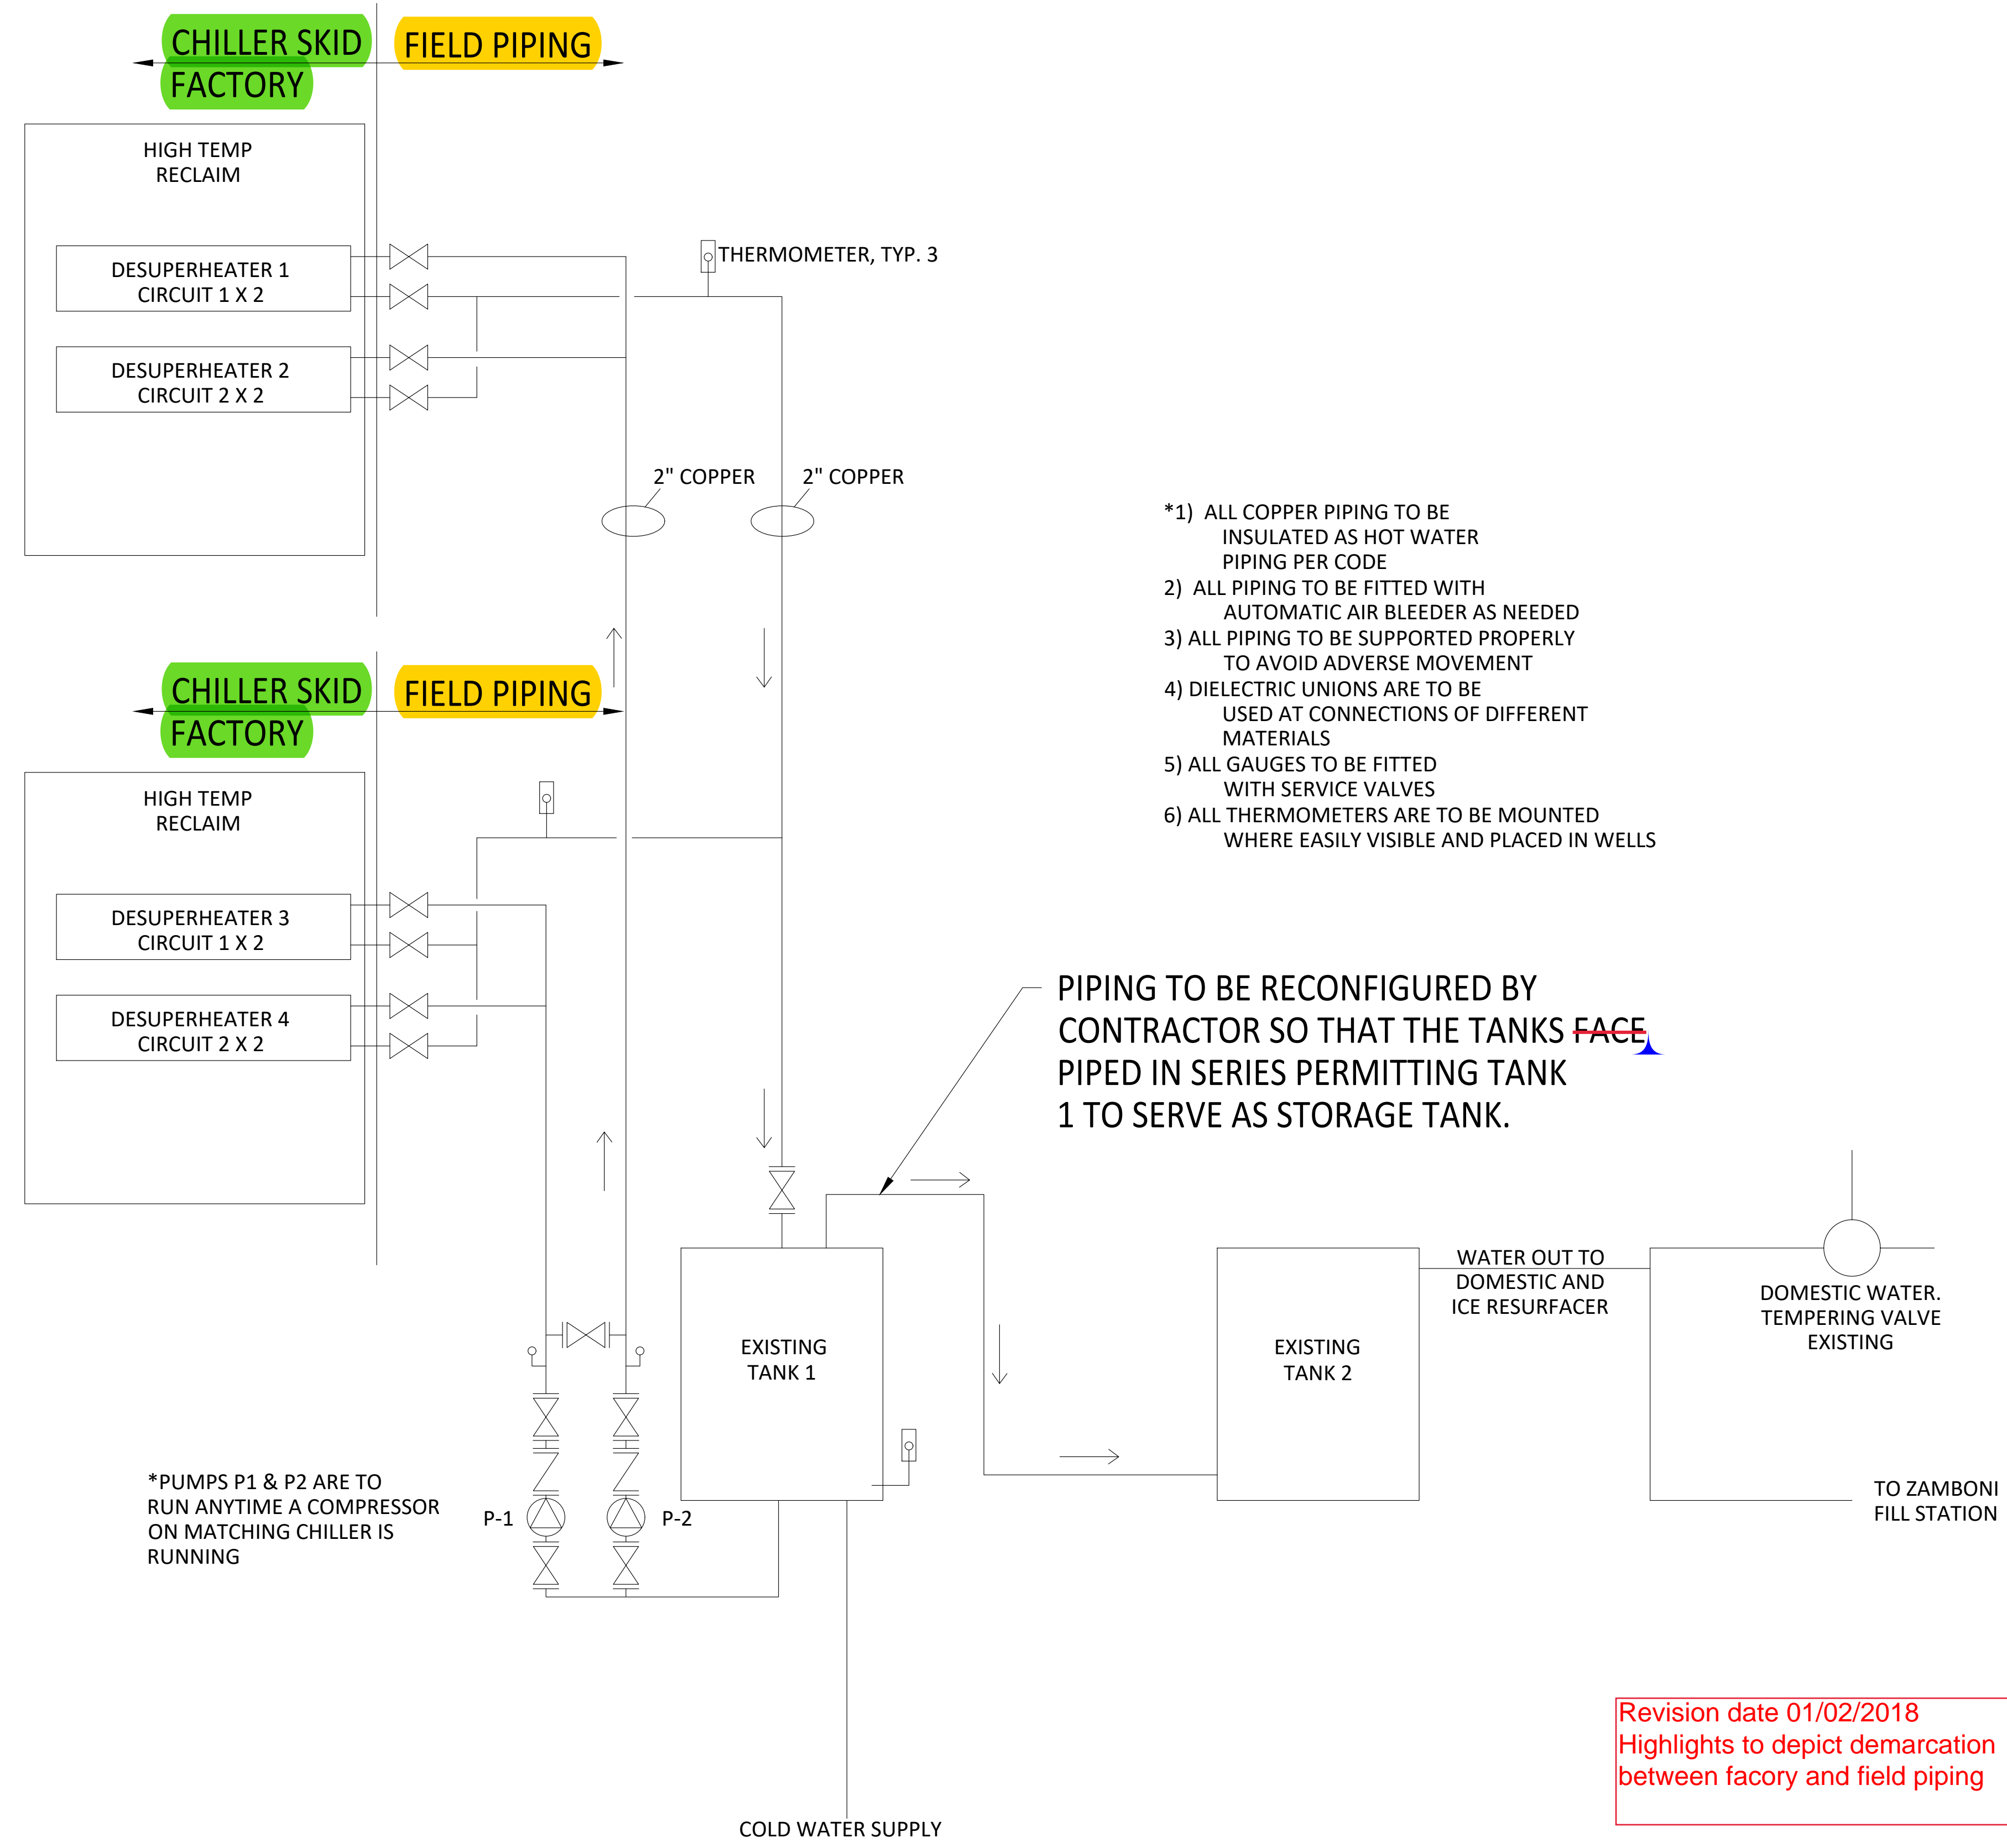 CHILLER SKID
FACTORY
FIELD PIPING
HIGH TEMP
RECLAIM
DESUPERHEATER 1
CIRCUIT 1 X 2
DESUPERHEATER 2
CIRCUIT 2 X 2
THERMOMETER, TYP. 3
2" COPPER
2" COPPER
*1) ALL COPPER PIPING TO BE
INSULATED AS HOT WATER
PIPING PER CODE
2) ALL PIPING TO BE FITTED WITH
AUTOMATIC AIR BLEEDER AS NEEDED
3) ALL PIPING TO BE SUPPORTED PROPERLY
TO AVOID ADVERSE MOVEMENT
4) DIELECTRIC UNIONS ARE TO BE
USED AT CONNECTIONS OF DIFFERENT
MATERIALS
5) ALL GAUGES TO BE FITTED
WITH SERVICE VALVES
6) ALL THERMOMETERS ARE TO BE MOUNTED
WHERE EASILY VISIBLE AND PLACED IN WELLS
CHILLER SKID
FACTORY
FIELD PIPING
HIGH TEMP
RECLAIM
DESUPERHEATER 3
CIRCUIT 1 X 2
DESUPERHEATER 4
CIRCUIT 2 X 2
PIPING TO BE RECONFIGURED BY
CONTRACTOR SO THAT THE TANKS FACE
PIPED IN SERIES PERMITTING TANK
1 TO SERVE AS STORAGE TANK.
EXISTING
TANK 1
EXISTING
TANK 2
WATER OUT TO
DOMESTIC AND
ICE RESURFACER
DOMESTIC WATER.
TEMPERING VALVE
EXISTING
TO ZAMBONI
FILL STATION
*PUMPS P1 & P2 ARE TO
RUN ANYTIME A COMPRESSOR
ON MATCHING CHILLER IS
RUNNING
P-1
P-2
COLD WATER SUPPLY
Revision date 01/02/2018
Highlights to depict demarcation
between facory and field piping